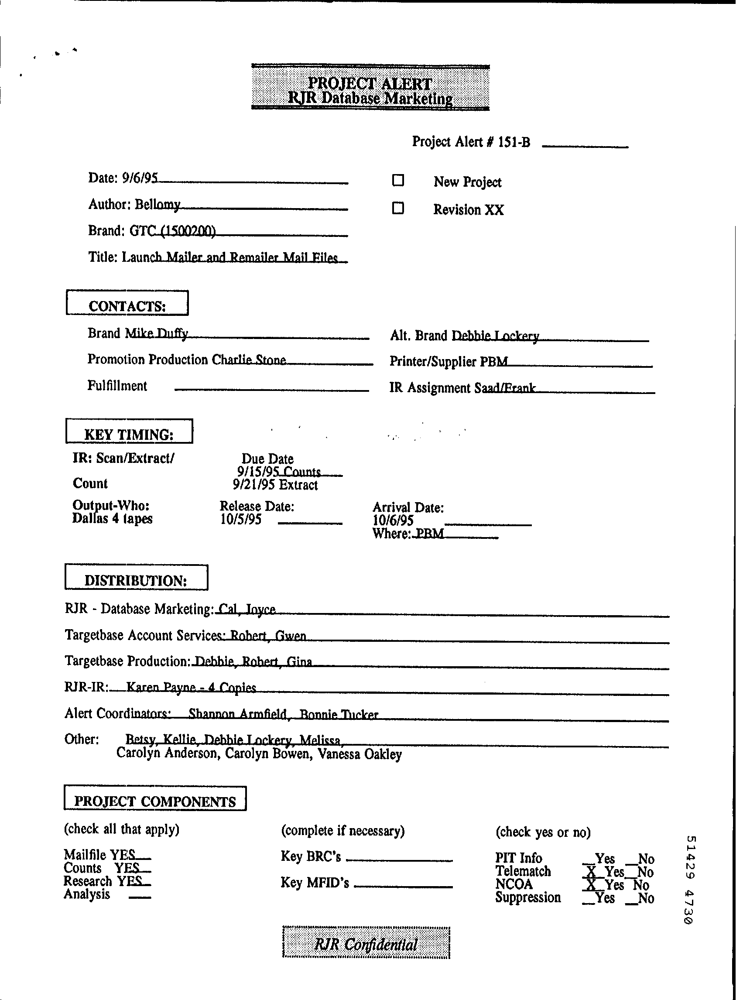 PROJECT ALERT
RJR Database Marketing
Project Alert # 151-B
Date: 9/6/95
New Project
Author: Bellomy
Revision XX
Brand: GTC (1500200)
Title: Launch Mailer and Remailer Mail Files
CONTACTS:
Brand Mike Duffy
Alt. Brand Debbie Lockery
Promotion Production Charlie Stone
Printer/Supplier PBM
Fulfillment
IR Assignment Saad/Frank
KEY TIMING:
IR: Scan/Extract/
Due Date
9/15/95 Counts
Count
9/21/95 Extract
Output-Who:
Release Date:
Arrival Date:
Dallas 4 tapes
10/5/95
10/6/95
Where: PBM
DISTRIBUTION:
RJR - Database Marketing: Cal, Joyce
Targetbase Account Services: Robert, Gwen
Targetbase Production: Debbie, Robert, Gina
RJR-IR: Karen Payne - 4 Copies
Alert Coordinators: Shannon Armfield, Bonnie Tucker
Other: Betsy, Kellie, Debbie Lockery, Melissa,
Carolyn Anderson, Carolyn Bowen, Vanessa Oakley
PROJECT COMPONENTS
(check all that apply)
(complete if necessary)
(check yes or no)
Mailfile YES
Key BRC's
PIT Info _Yes _No
Counts YES
Telematch X Yes _No
Research YES
Key MFID's
NCOA X Yes No
Analysis
Suppression _Yes _No
RJR Confidential
51429 4730